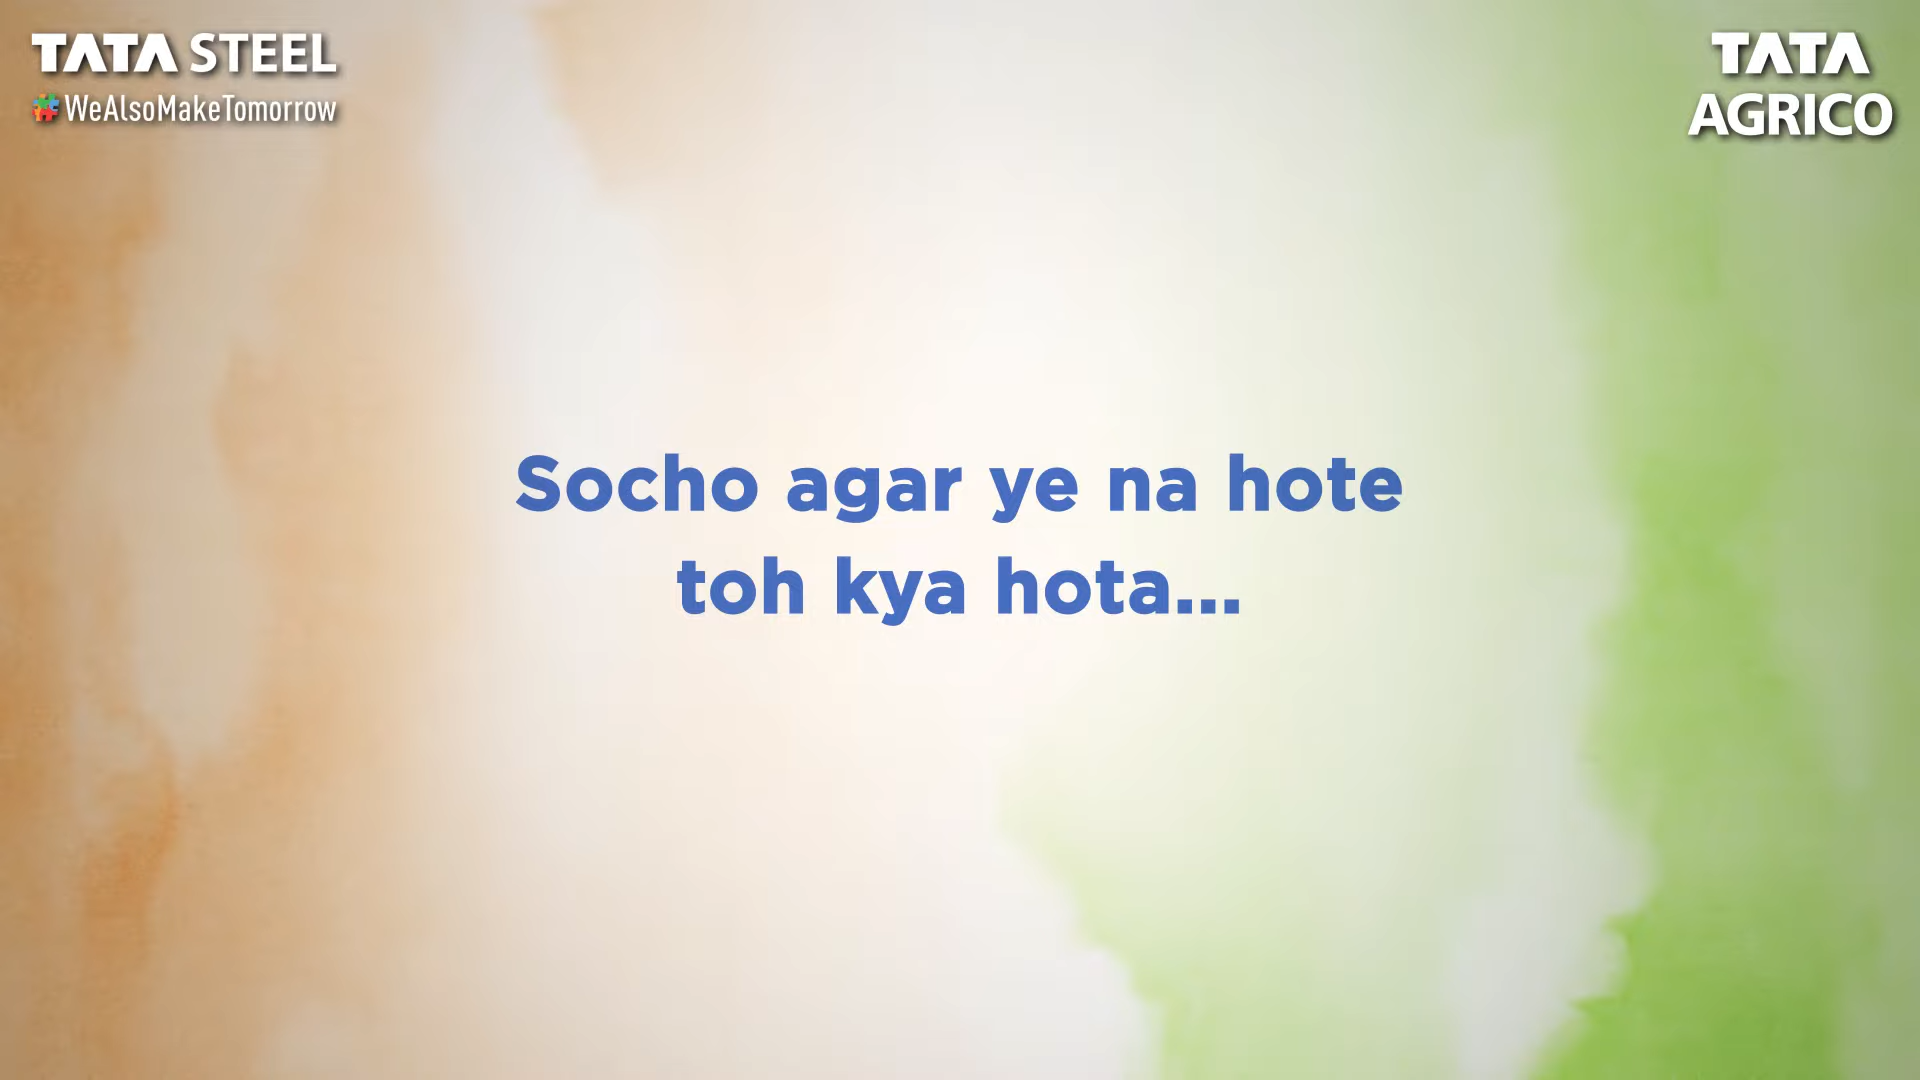 TATA STEEL
#WeAlsoMakeTomorrow
TATA
AGRICO
Socho agar ye na hote
toh kya hota...